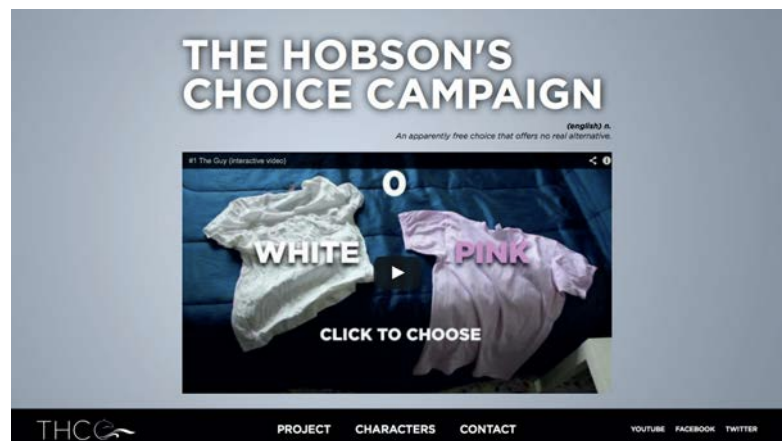 THE HOBSON'S
CHOICE CAMPAIGN
(english) n.
An apparently free choice that offers no real alternative.
#1 The Guy (interactive video)
0
WHITE PINK
CLICK TO CHOOSE
THC
PROJECT CHARACTERS CONTACT
YOUTUBE FACEBOOK TWITTER